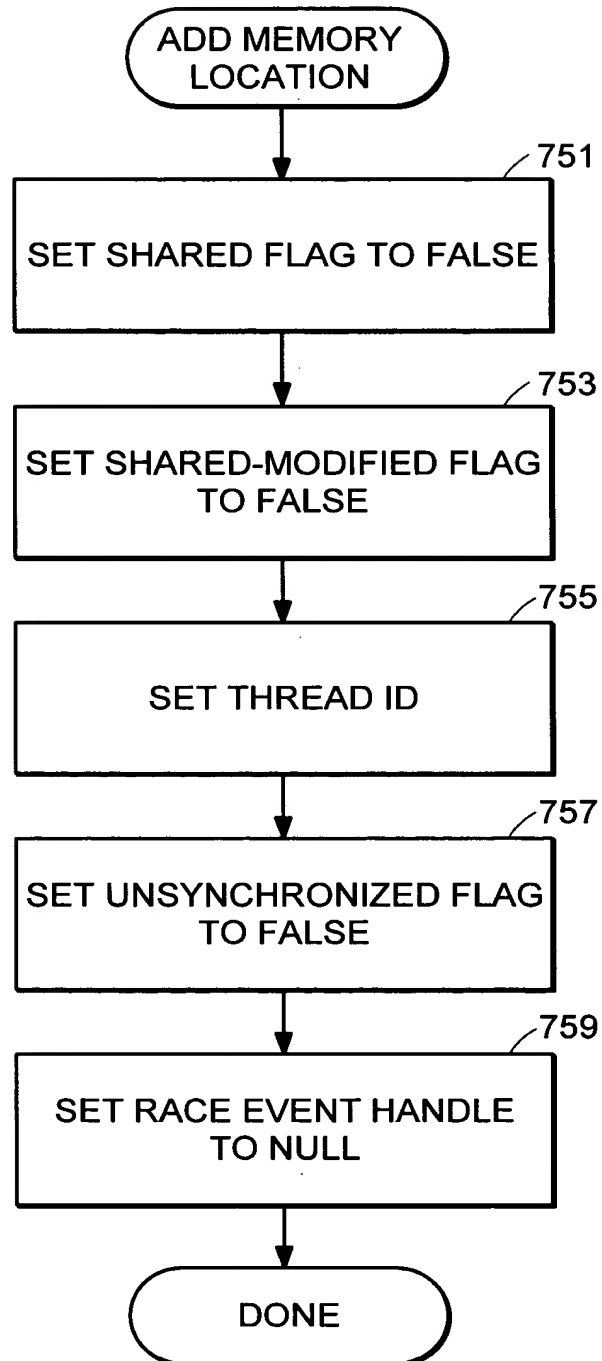 ADD MEMORY
LOCATION
751
SET SHARED FLAG TO FALSE
753
SET SHARED-MODIFIED FLAG
TO FALSE
755
SET THREAD ID
757
SET UNSYNCHRONIZED FLAG
TO FALSE
759
SET RACE EVENT HANDLE
TO NULL
DONE